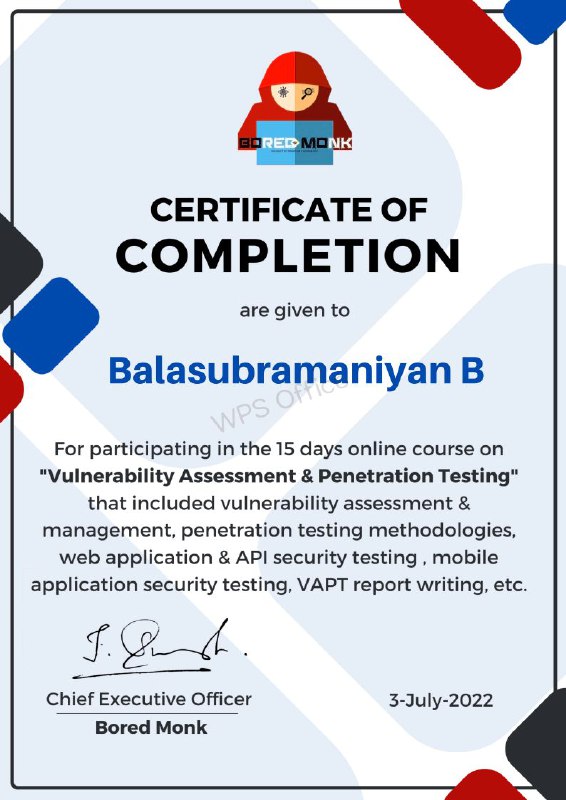 BORED MONK
CERTIFICATE OF
COMPLETION
are given to
Balasubramaniyan B
WPS Office
For participating in the 15 days online course on
"Vulnerability Assessment & Penetration Testing"
that included vulnerability assessment &
management, penetration testing methodologies,
web application & API security testing , mobile
application security testing, VAPT report writing, etc.
Chief Executive Officer
3-July-2022
Bored Monk